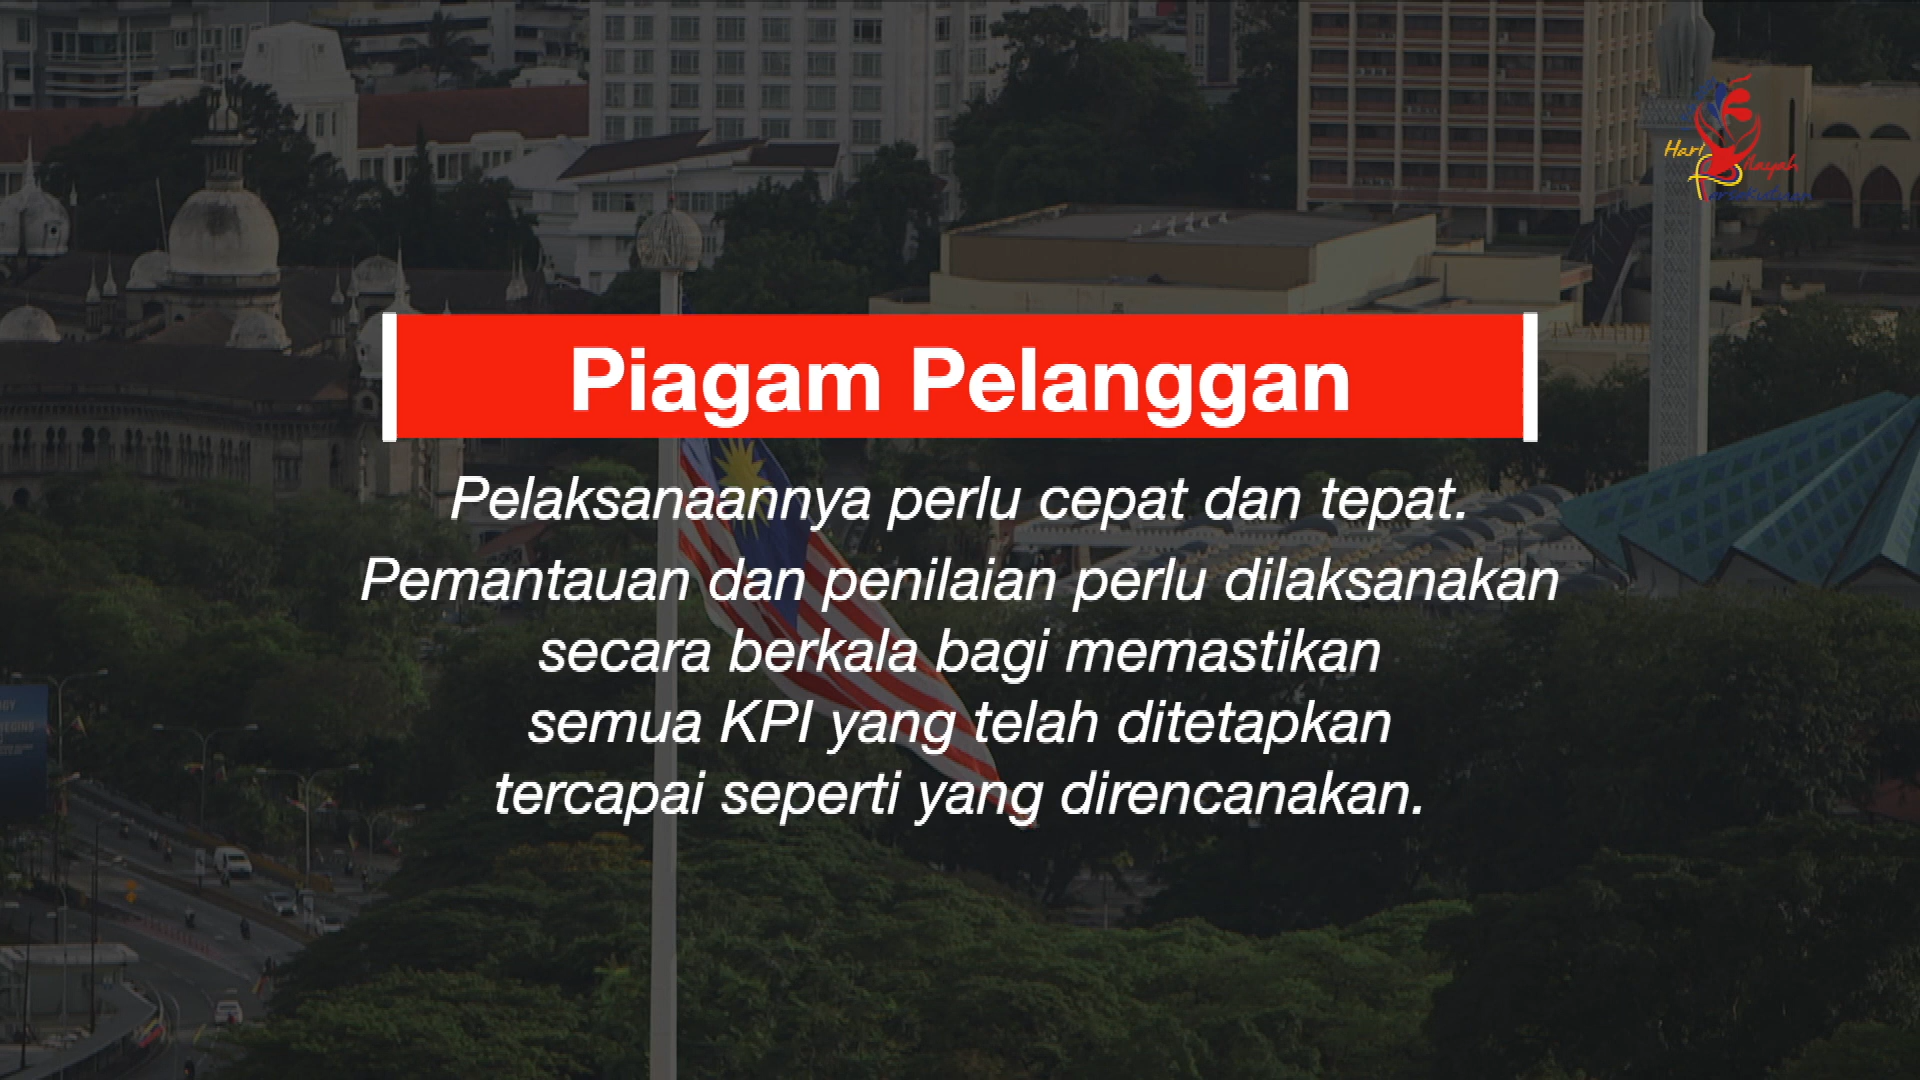 Hari
Piagam Pelanggan
Pelaksanaannya perlu cepat dan tepat.
Pemantauan dan penilaian perlu dilaksanakan
secara berkala bagi memastikan
semua KPI yang telah ditetapkan
tercapai seperti yang direncanakan.